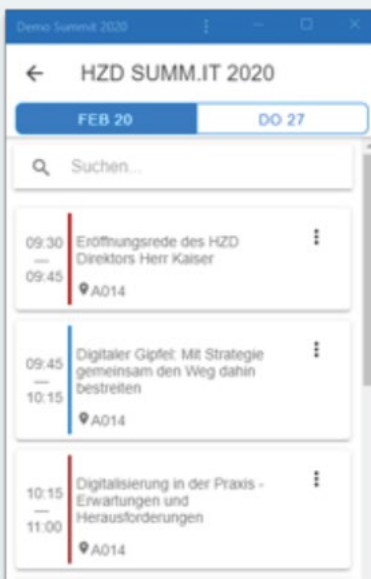 Demo Summit 2020
HZD SUMM.IT 2020
FEB 20
DO 27
Suchen...
09:30
—
09:45
Eröffnungsrede des HZD
Direktors Herr Kaiser
A014
09:45
—
10:15
Digitaler Gipfel: Mit Strategie
gemeinsam den Weg dahin
bestreiten
A014
10:15
—
11:00
Digitalisierung in der Praxis -
Erwartungen und
Herausforderungen
A014